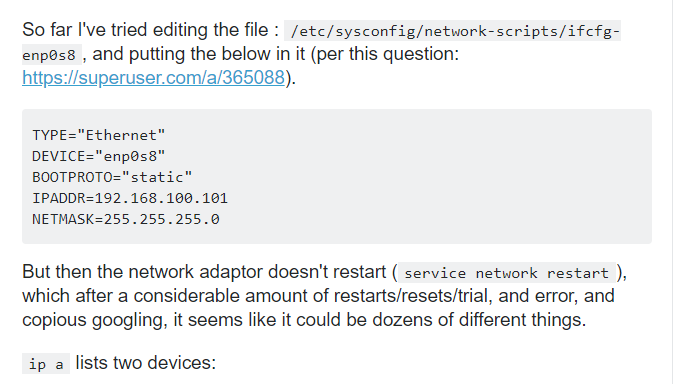 So far I've tried editing the file : /etc/sysconfig/network-scripts/ifcfg-
enp0s8 , and putting the below in it (per this question:
https://superuser.com/a/365088).
TYPE="Ethernet"
DEVICE="enp0s8"
BOOTPROTO="static"
IPADDR=192.168.100.101
NETMASK=255.255.255.0
But then the network adaptor doesn't restart ( service network restart ),
which after a considerable amount of restarts/resets/trial, and error, and
copious googling, it seems like it could be dozens of different things.
ip a lists two devices: